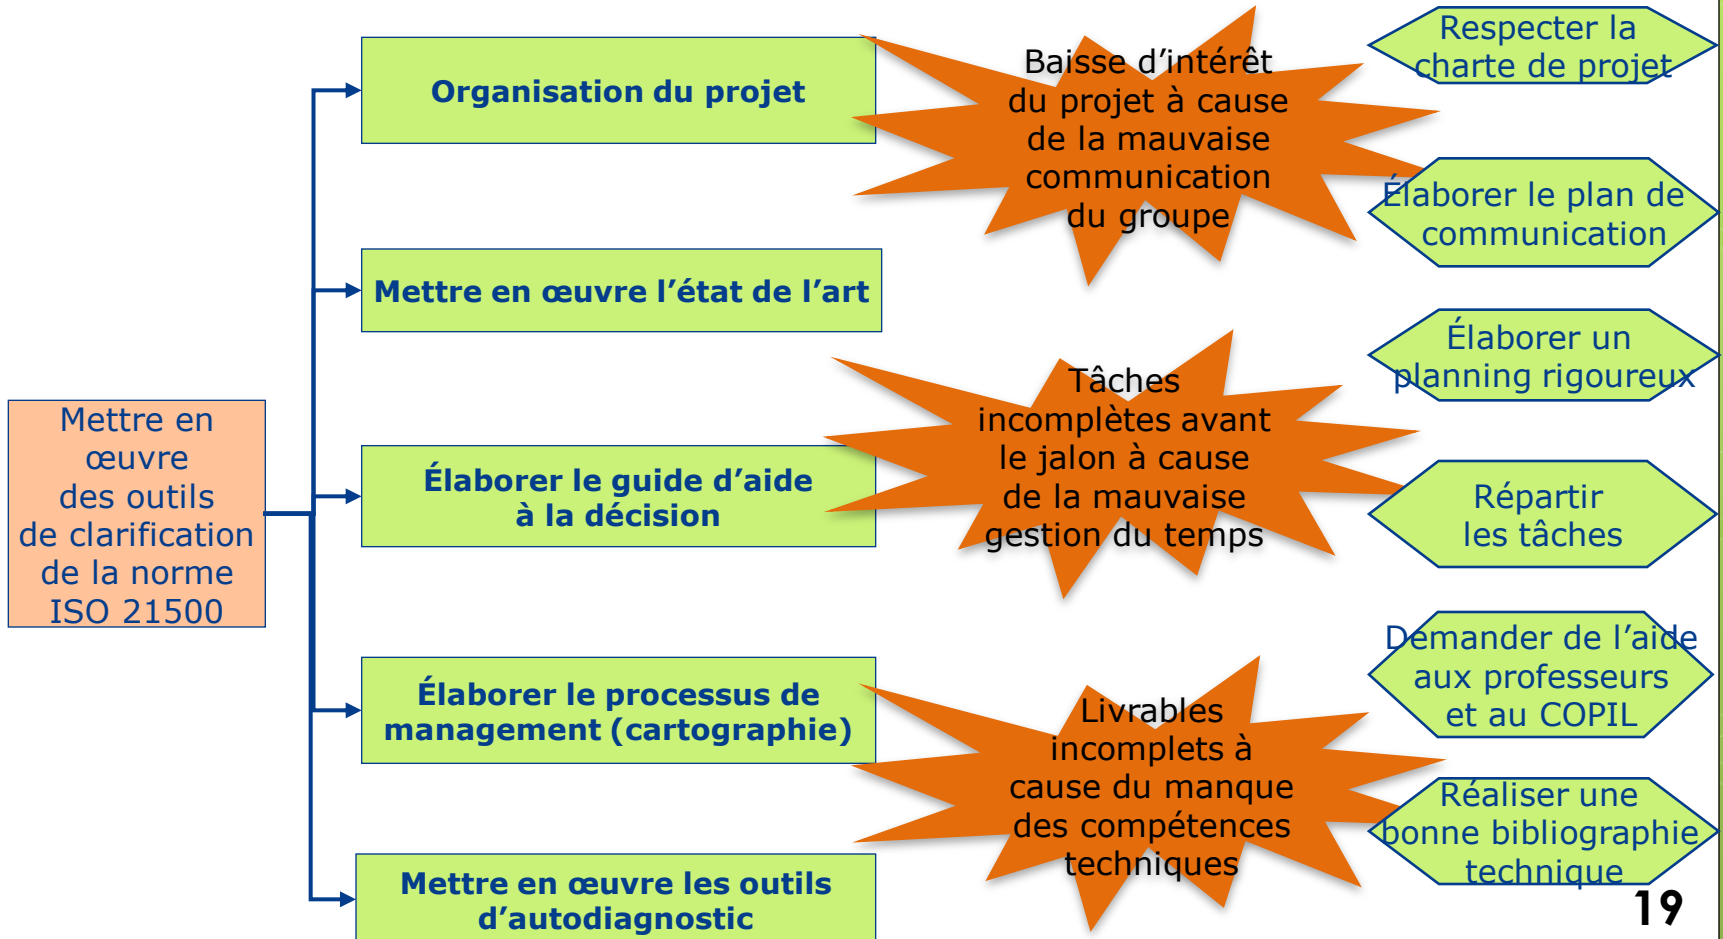 Mettre en
œuvre
des outils
de clarification
de la norme
ISO 21500
Organisation du projet
Mettre en œuvre l’état de l’art
Élaborer le guide d’aide
à la décision
Élaborer le processus de
management (cartographie)
Mettre en œuvre les outils
d’autodiagnostic
Baisse d’intérêt
du projet à cause
de la mauvaise
communication
du groupe
Tâches
incomplètes avant
le jalon à cause
de la mauvaise
gestion du temps
Livrables
incomplets à
cause du manque
des compétences
techniques
Respecter la
charte de projet
Élaborer le plan de
communication
Élaborer un
planning rigoureux
Répartir
les tâches
Demander de l’aide
aux professeurs
et au COPIL
Réaliser une
bonne bibliographie
technique
19